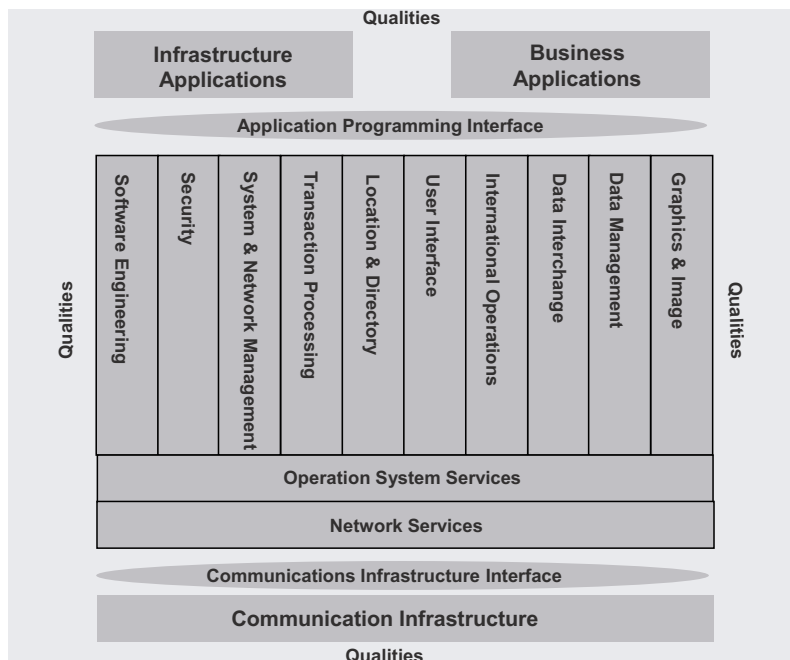 Qualities
Infrastructure
Applications
Business
Applications
Application Programming Interface
Software Engineering
Security
System & Network Management
Transaction Processing
Location & Directory
User Interface
International Operations
Data Interchange
Data Management
Graphics & Image
Qualities
Qualities
Operation System Services
Network Services
Communications Infrastructure Interface
Communication Infrastructure
Qualities